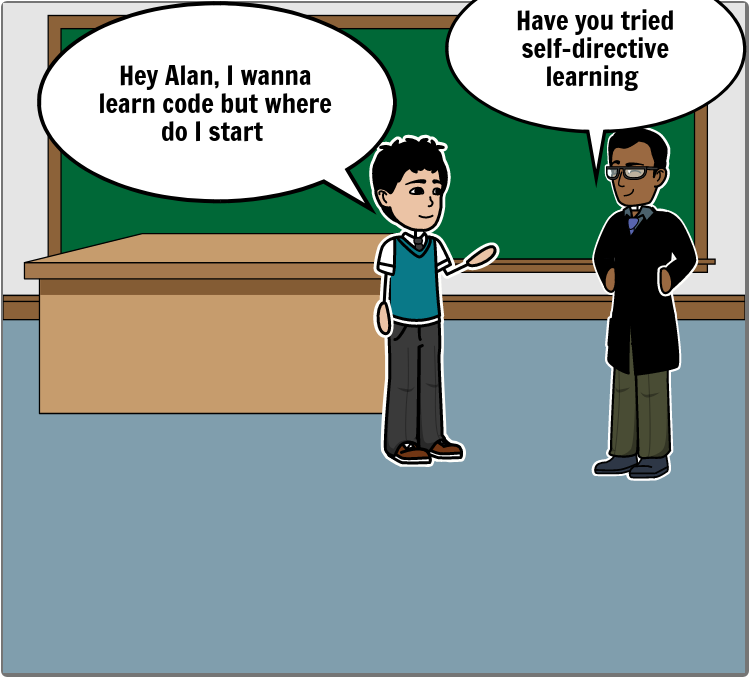 Hey Alan, I wanna
learn code but where
do I start
Have you tried
self-directive
learning